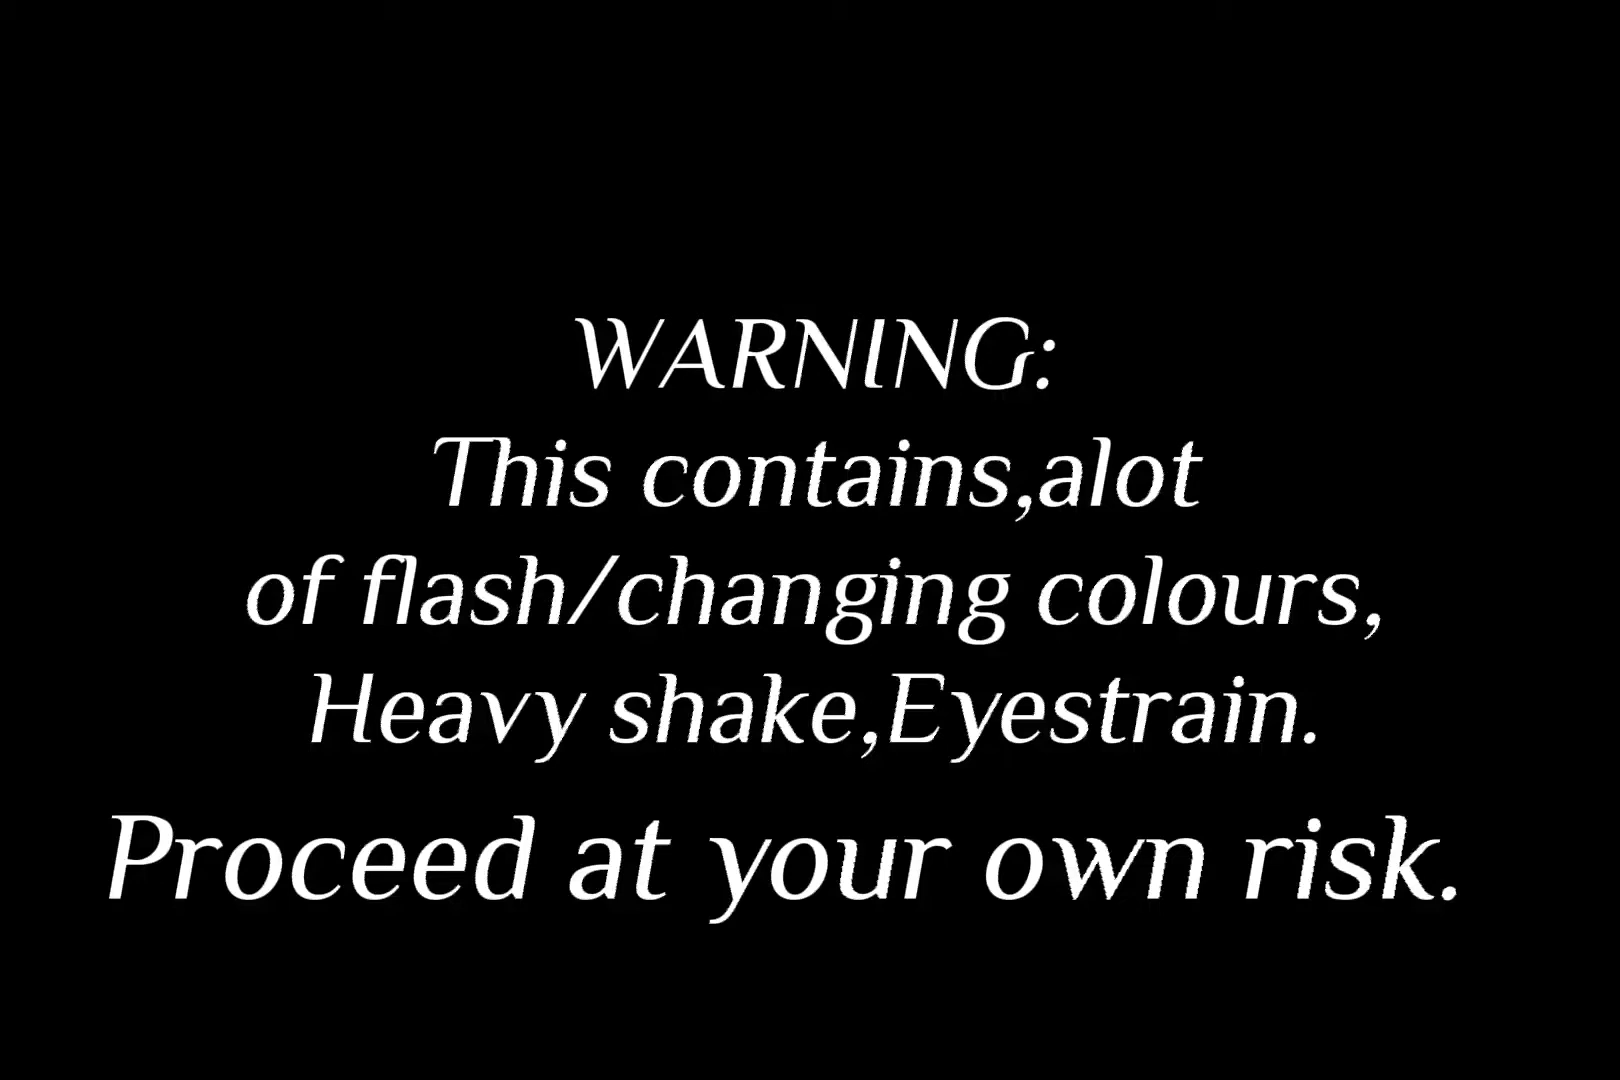 WARNING:
This contains,alot
of flash/changing colours,
Heavy shake,Eyestrain.
Proceed at your own risk.